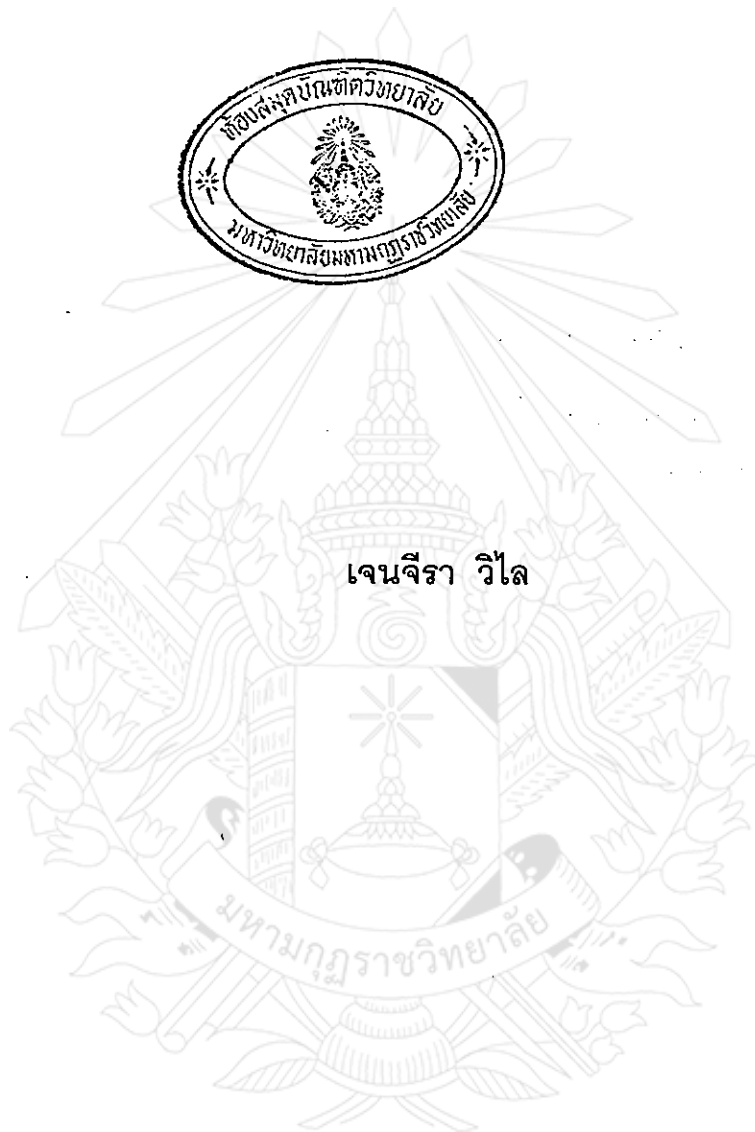 ห้องสมุดบัณฑิตวิทยาลัย
มหาวิทยาลัยมหามกุฏราชวิทยาลัย
เจนจีรา วิไล
มหามกุฏราชวิทยาลัย